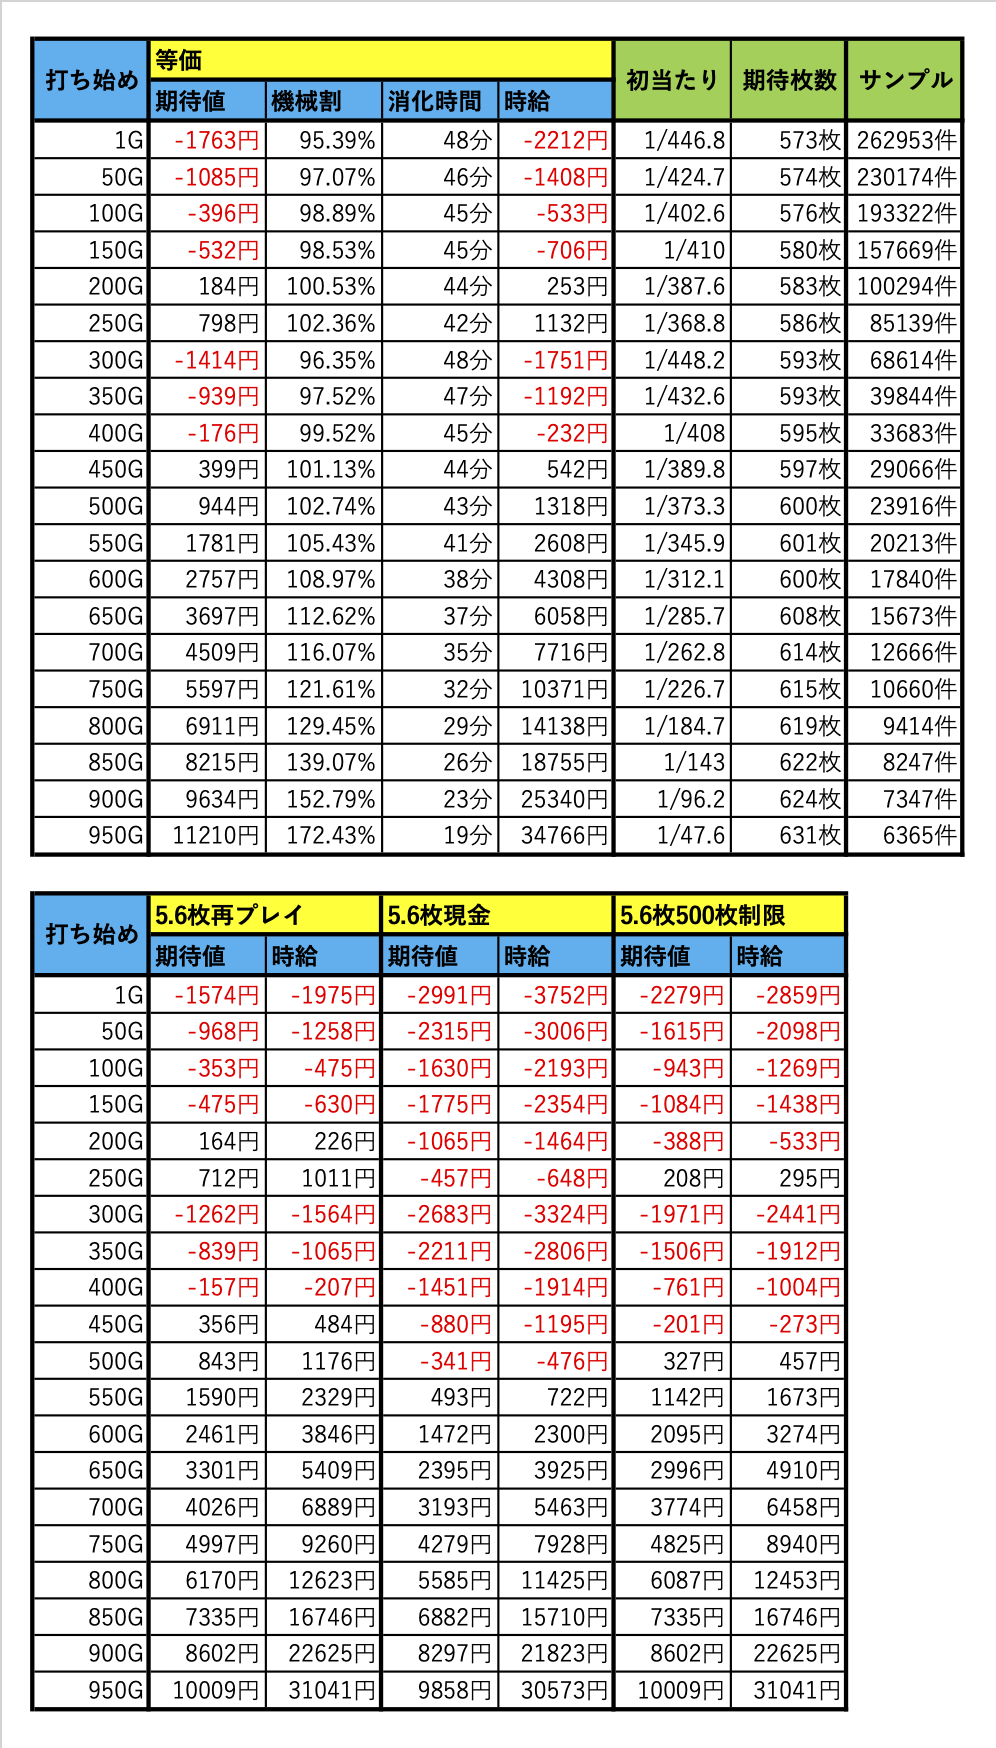 打ち始め 等価 初当たり 期待枚数 サンプル
期待値 機械割 消化時間 時給
1G -1763円 95.39% 48分 -2212円 1/446.8 573枚 262953件
50G -1085円 97.07% 46分 -1408円 1/424.7 574枚 230174件
100G -396円 98.89% 45分 -533円 1/402.6 576枚 193322件
150G -532円 98.53% 45分 -706円 1/410 580枚 157669件
200G 184円 100.53% 44分 253円 1/387.6 583枚 100294件
250G 798円 102.36% 42分 1132円 1/368.8 586枚 85139件
300G -1414円 96.35% 48分 -1751円 1/448.2 593枚 68614件
350G -939円 97.52% 47分 -1192円 1/432.6 593枚 39844件
400G -176円 99.52% 45分 -232円 1/408 595枚 33683件
450G 399円 101.13% 44分 542円 1/389.8 597枚 29066件
500G 944円 102.74% 43分 1318円 1/373.3 600枚 23916件
550G 1781円 105.43% 41分 2608円 1/345.9 601枚 20213件
600G 2757円 108.97% 38分 4308円 1/312.1 600枚 17840件
650G 3697円 112.62% 37分 6058円 1/285.7 608枚 15673件
700G 4509円 116.07% 35分 7716円 1/262.8 614枚 12666件
750G 5597円 121.61% 32分 10371円 1/226.7 615枚 10660件
800G 6911円 129.45% 29分 14138円 1/184.7 619枚 9414件
850G 8215円 139.07% 26分 18755円 1/143 622枚 8247件
900G 9634円 152.79% 23分 25340円 1/96.2 624枚 7347件
950G 11210円 172.43% 19分 34766円 1/47.6 631枚 6365件
打ち始め 5.6枚再プレイ 5.6枚現金 5.6枚500枚制限
期待値 時給 期待値 時給 期待値 時給
1G -1574円 -1975円 -2991円 -3752円 -2279円 -2859円
50G -968円 -1258円 -2315円 -3006円 -1615円 -2098円
100G -353円 -475円 -1630円 -2193円 -943円 -1269円
150G -475円 -630円 -1775円 -2354円 -1084円 -1438円
200G 164円 226円 -1065円 -1464円 -388円 -533円
250G 712円 1011円 -457円 -648円 208円 295円
300G -1262円 -1564円 -2683円 -3324円 -1971円 -2441円
350G -839円 -1065円 -2211円 -2806円 -1506円 -1912円
400G -157円 -207円 -1451円 -1914円 -761円 -1004円
450G 356円 484円 -880円 -1195円 -201円 -273円
500G 843円 1176円 -341円 -476円 327円 457円
550G 1590円 2329円 493円 722円 1142円 1673円
600G 2461円 3846円 1472円 2300円 2095円 3274円
650G 3301円 5409円 2395円 3925円 2996円 4910円
700G 4026円 6889円 3193円 5463円 3774円 6458円
750G 4997円 9260円 4279円 7928円 4825円 8940円
800G 6170円 12623円 5585円 11425円 6087円 12453円
850G 7335円 16746円 6882円 15710円 7335円 16746円
900G 8602円 22625円 8297円 21823円 8602円 22625円
950G 10009円 31041円 9858円 30573円 10009円 31041円